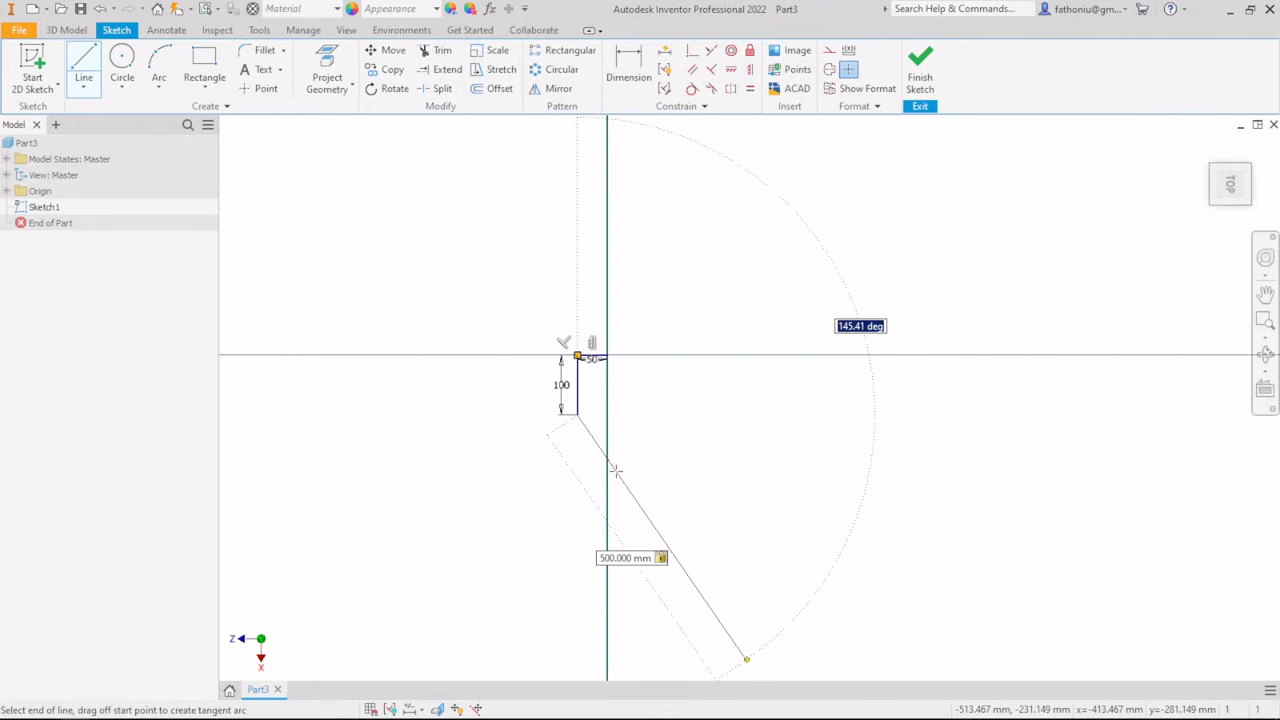 Material
Appearance
Autodesk Inventor Professional 2022 Part3
Search Help & Commands...
fathoniu@gm...
File
3D Model
Sketch
Annotate
Inspect
Tools
Manage
View
Environments
Get Started
Collaborate
Start
2D Sketch
Line
Circle
Arc
Rectangle
Fillet
Text
Point
Project
Geometry
Move
Copy
Rotate
Trim
Extend
Split
Scale
Stretch
Offset
Rectangular
Circular
Mirror
Dimension
Image
Points
ACAD
Show Format
Finish
Sketch
Sketch
Create
Modify
Pattern
Constrain
Insert
Format
Exit
Model
Part3
Model States: Master
View: Master
Origin
Sketch1
End of Part
TOP
145.41 deg
50
100
500.000 mm
Z
X
Part3
Select end of line, drag off start point to create tangent arc
-513.467 mm, -231.149 mm
x=-413.467 mm, y=-281.149 mm
1
1